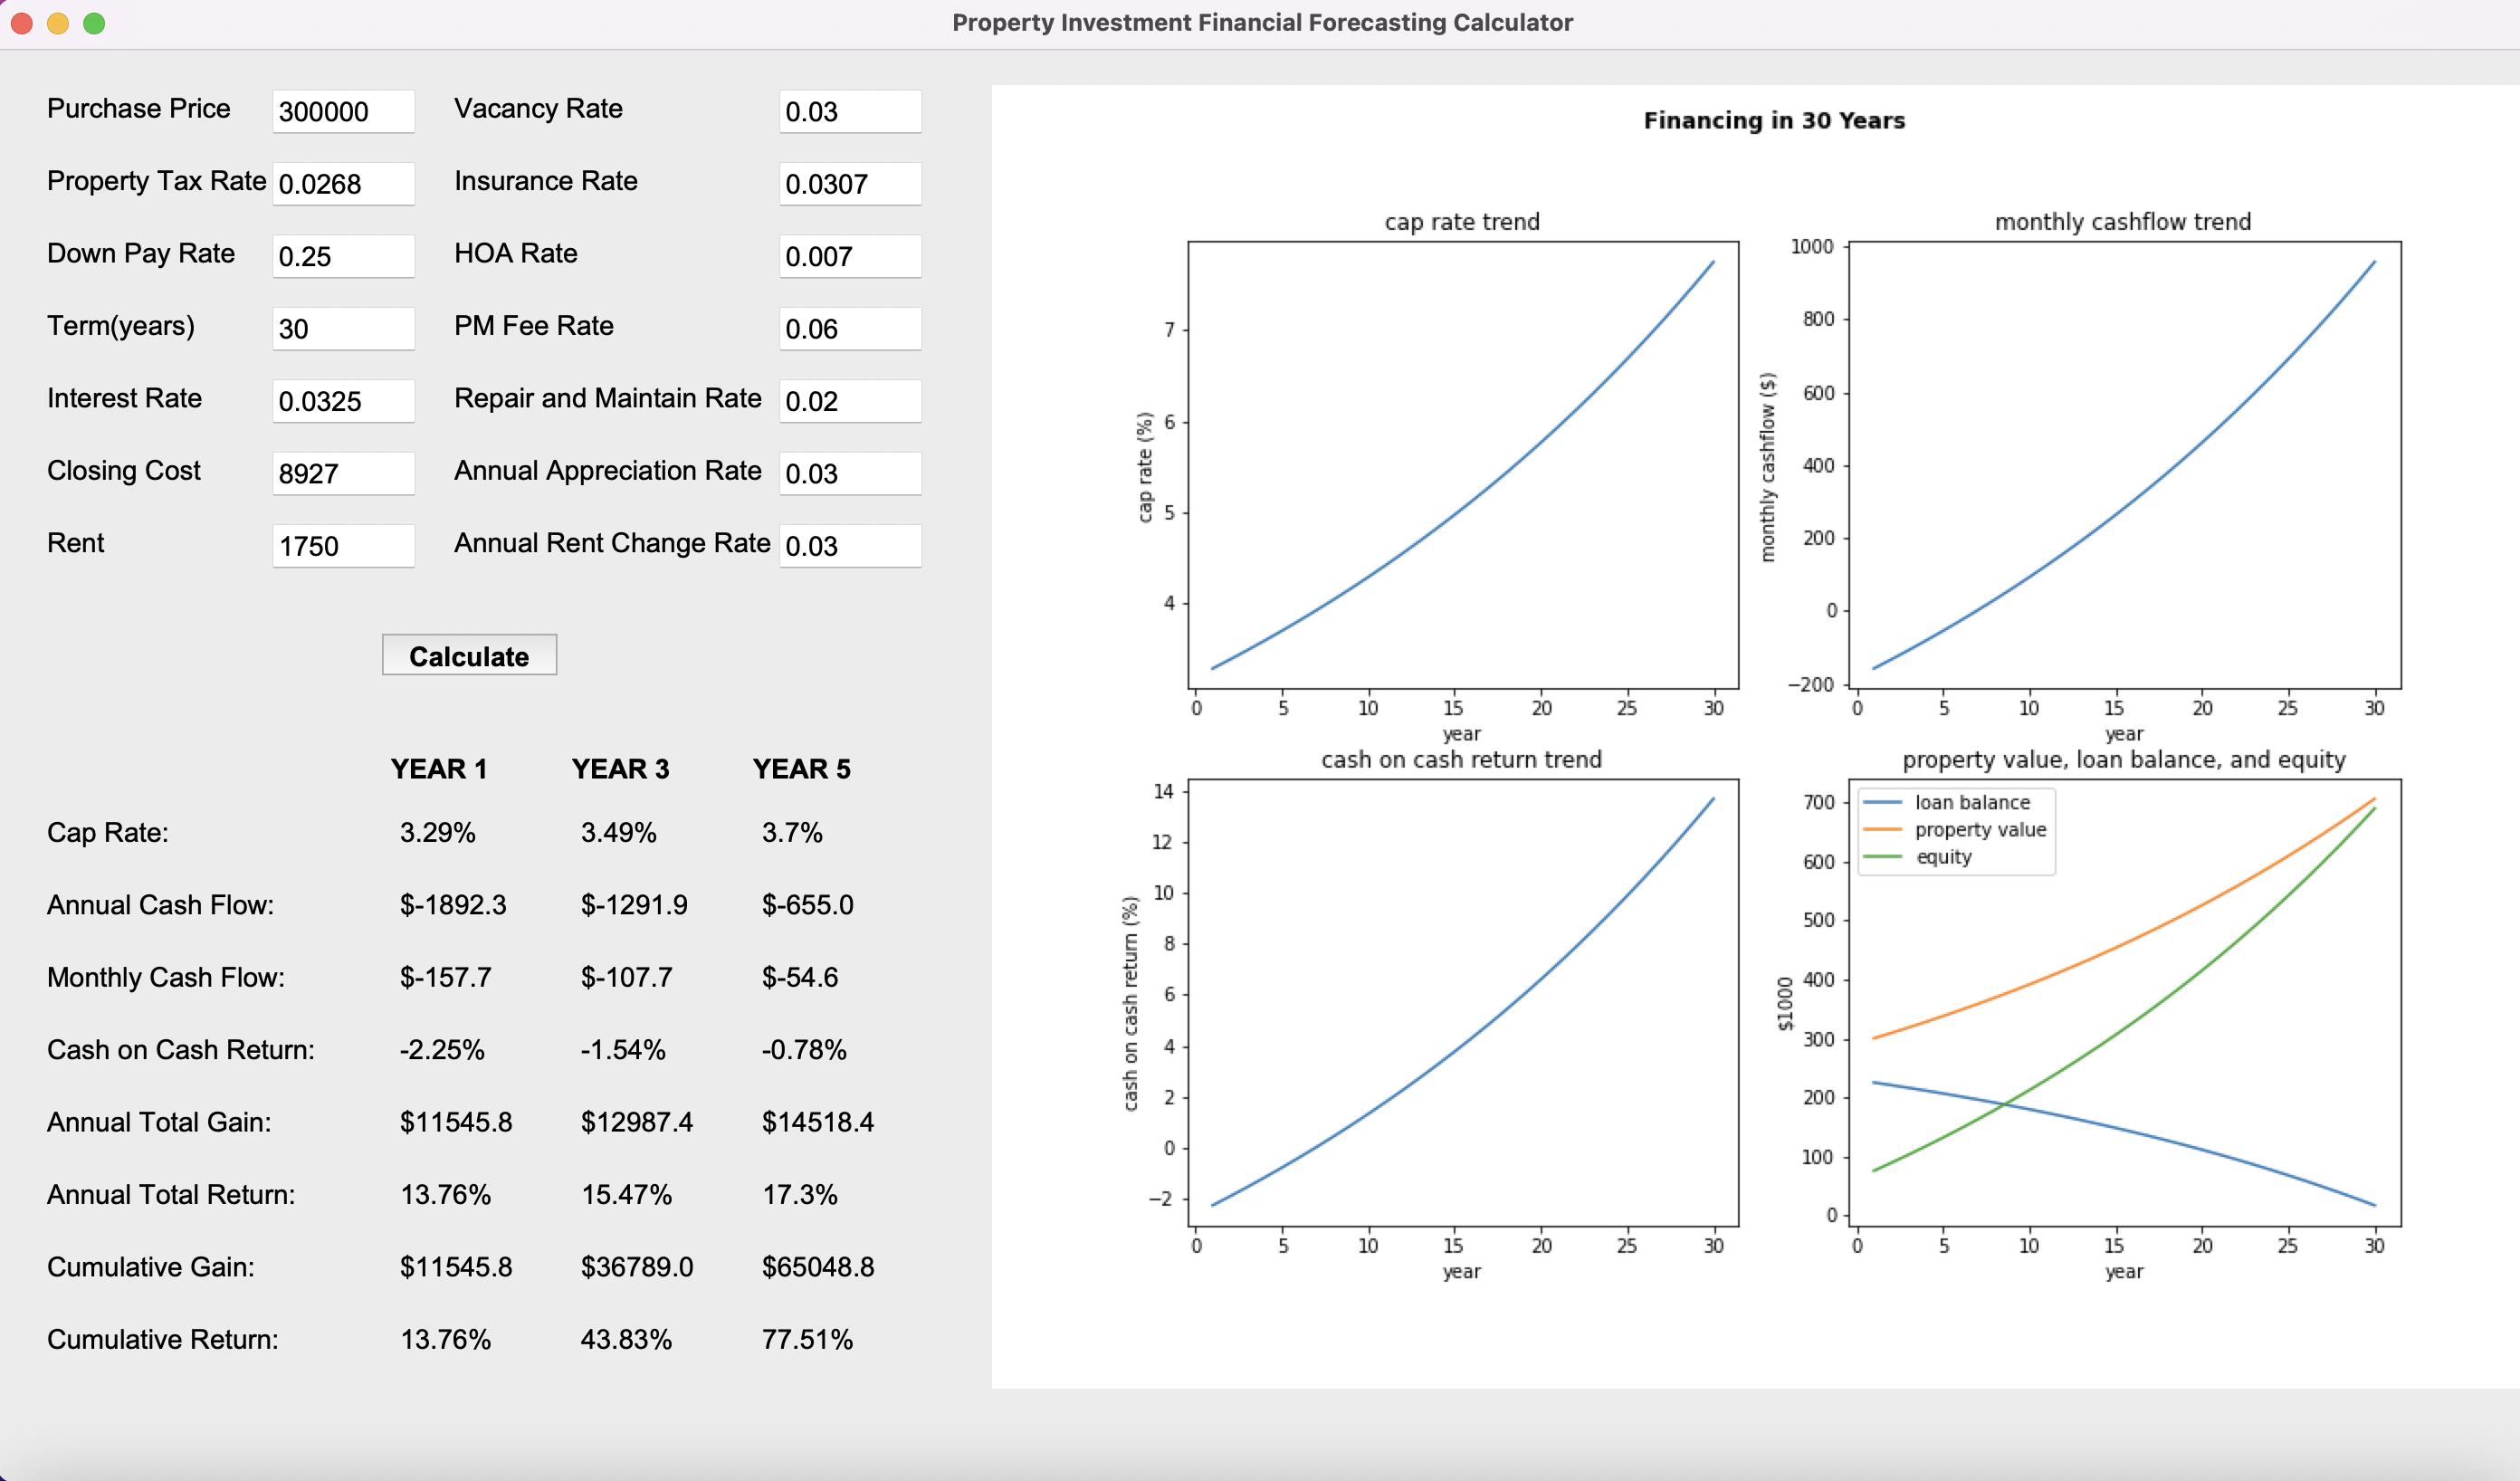 Property Investment Financial Forecasting Calculator
Purchase Price 300000 Vacancy Rate 0.03
Property Tax Rate 0.0268 Insurance Rate 0.0307
Down Pay Rate 0.25 HOA Rate 0.007
Term(years) 30 PM Fee Rate 0.06
Interest Rate 0.0325 Repair and Maintain Rate 0.02
Closing Cost 8927 Annual Appreciation Rate 0.03
Rent 1750 Annual Rent Change Rate 0.03
Calculate
YEAR 1 YEAR 3 YEAR 5
Cap Rate: 3.29% 3.49% 3.7%
Annual Cash Flow: $-1892.3 $-1291.9 $-655.0
Monthly Cash Flow: $-157.7 $-107.7 $-54.6
Cash on Cash Return: -2.25% -1.54% -0.78%
Annual Total Gain: $11545.8 $12987.4 $14518.4
Annual Total Return: 13.76% 15.47% 17.3%
Cumulative Gain: $11545.8 $36789.0 $65048.8
Cumulative Return: 13.76% 43.83% 77.51%
Financing in 30 Years
cap rate trend
cap rate (%)
7
6
5
4
0 5 10 15 20 25 30
year
monthly cashflow trend
monthly cashflow ($)
1000
800
600
400
200
0
−200
0 5 10 15 20 25 30
year
cash on cash return trend
cash on cash return (%)
14
12
10
8
6
4
2
0
−2
0 5 10 15 20 25 30
year
property value, loan balance, and equity
loan balance
property value
equity
$1000
700
600
500
400
300
200
100
0
0 5 10 15 20 25 30
year